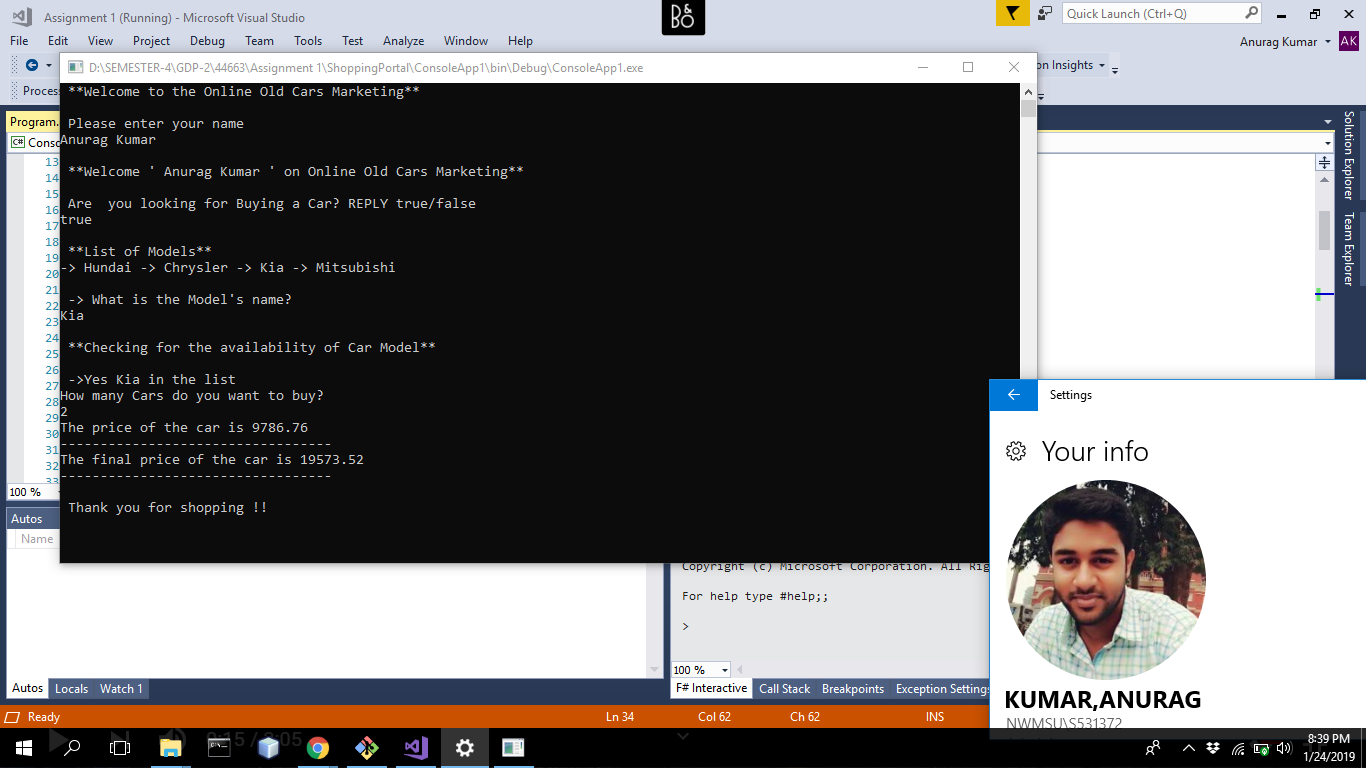 Assignment 1 (Running) - Microsoft Visual Studio
B&O
Quick Launch (Ctrl+Q)
File Edit View Project Debug Team Tools Test Analyze Window Help
Anurag Kumar AK
D:\SEMESTER-4\GDP-2\44663\Assignment 1\ShoppingPortal\ConsoleApp1\bin\Debug\ConsoleApp1.exe
on Insights
Proces
Program.
C# Conso
**Welcome to the Online Old Cars Marketing**
Please enter your name
Anurag Kumar
**Welcome ' Anurag Kumar ' on Online Old Cars Marketing**
Are  you looking for Buying a Car? REPLY true/false
true
**List of Models**
-> Hundai -> Chrysler -> Kia -> Mitsubishi
-> What is the Model's name?
Kia
**Checking for the availability of Car Model**
->Yes Kia in the list
How many Cars do you want to buy?
2
The price of the car is 9786.76
----------------------------------
The final price of the car is 19573.52
----------------------------------
Thank you for shopping !!
13
14
15
16
17
18
19
20
21
22
23
24
25
26
27
28
29
30
31
32
33
100 %
Solution Explorer
Team Explorer
Autos
Name
Autos Locals Watch 1
Copyright (c) Microsoft Corporation. All Rig
For help type #help;;
>
100 %
F# Interactive Call Stack Breakpoints Exception Settings
Settings
Your info
KUMAR,ANURAG
NWMSU\S531372
Ready Ln 34 Col 62 Ch 62 INS
0:15 / 3:05
8:39 PM
1/24/2019